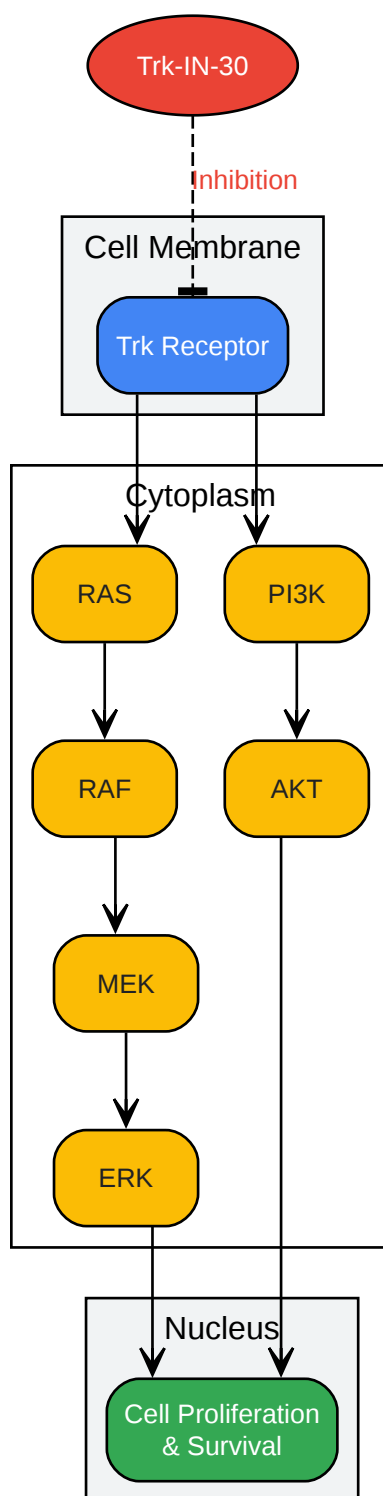 Trk-IN-30
Inhibition
Cell Membrane
Trk Receptor
Cytoplasm
RAS
PI3K
RAF
AKT
MEK
ERK
Nucleus
Cell Proliferation
& Survival